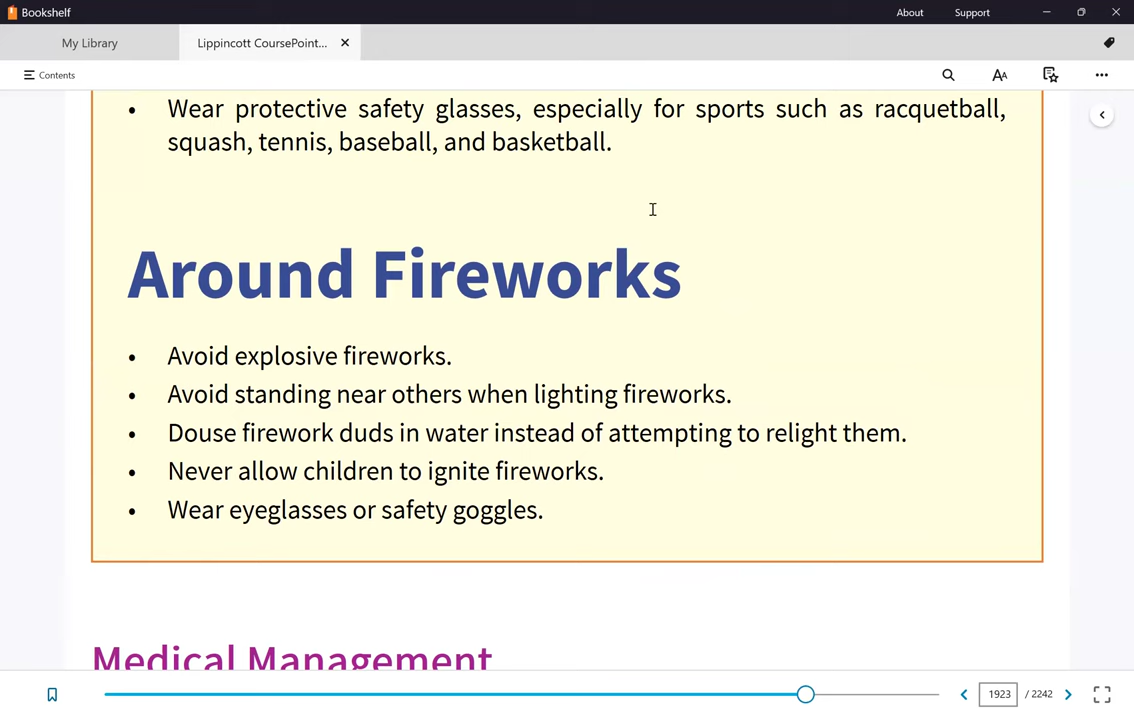 Bookshelf
About
Support
My Library
Lippincott CoursePoint...
Contents
• Wear protective safety glasses, especially for sports such as racquetball,
squash, tennis, baseball, and basketball.
Around Fireworks
• Avoid explosive fireworks.
• Avoid standing near others when lighting fireworks.
• Douse firework duds in water instead of attempting to relight them.
• Never allow children to ignite fireworks.
• Wear eyeglasses or safety goggles.
Medical Management
1923 / 2242